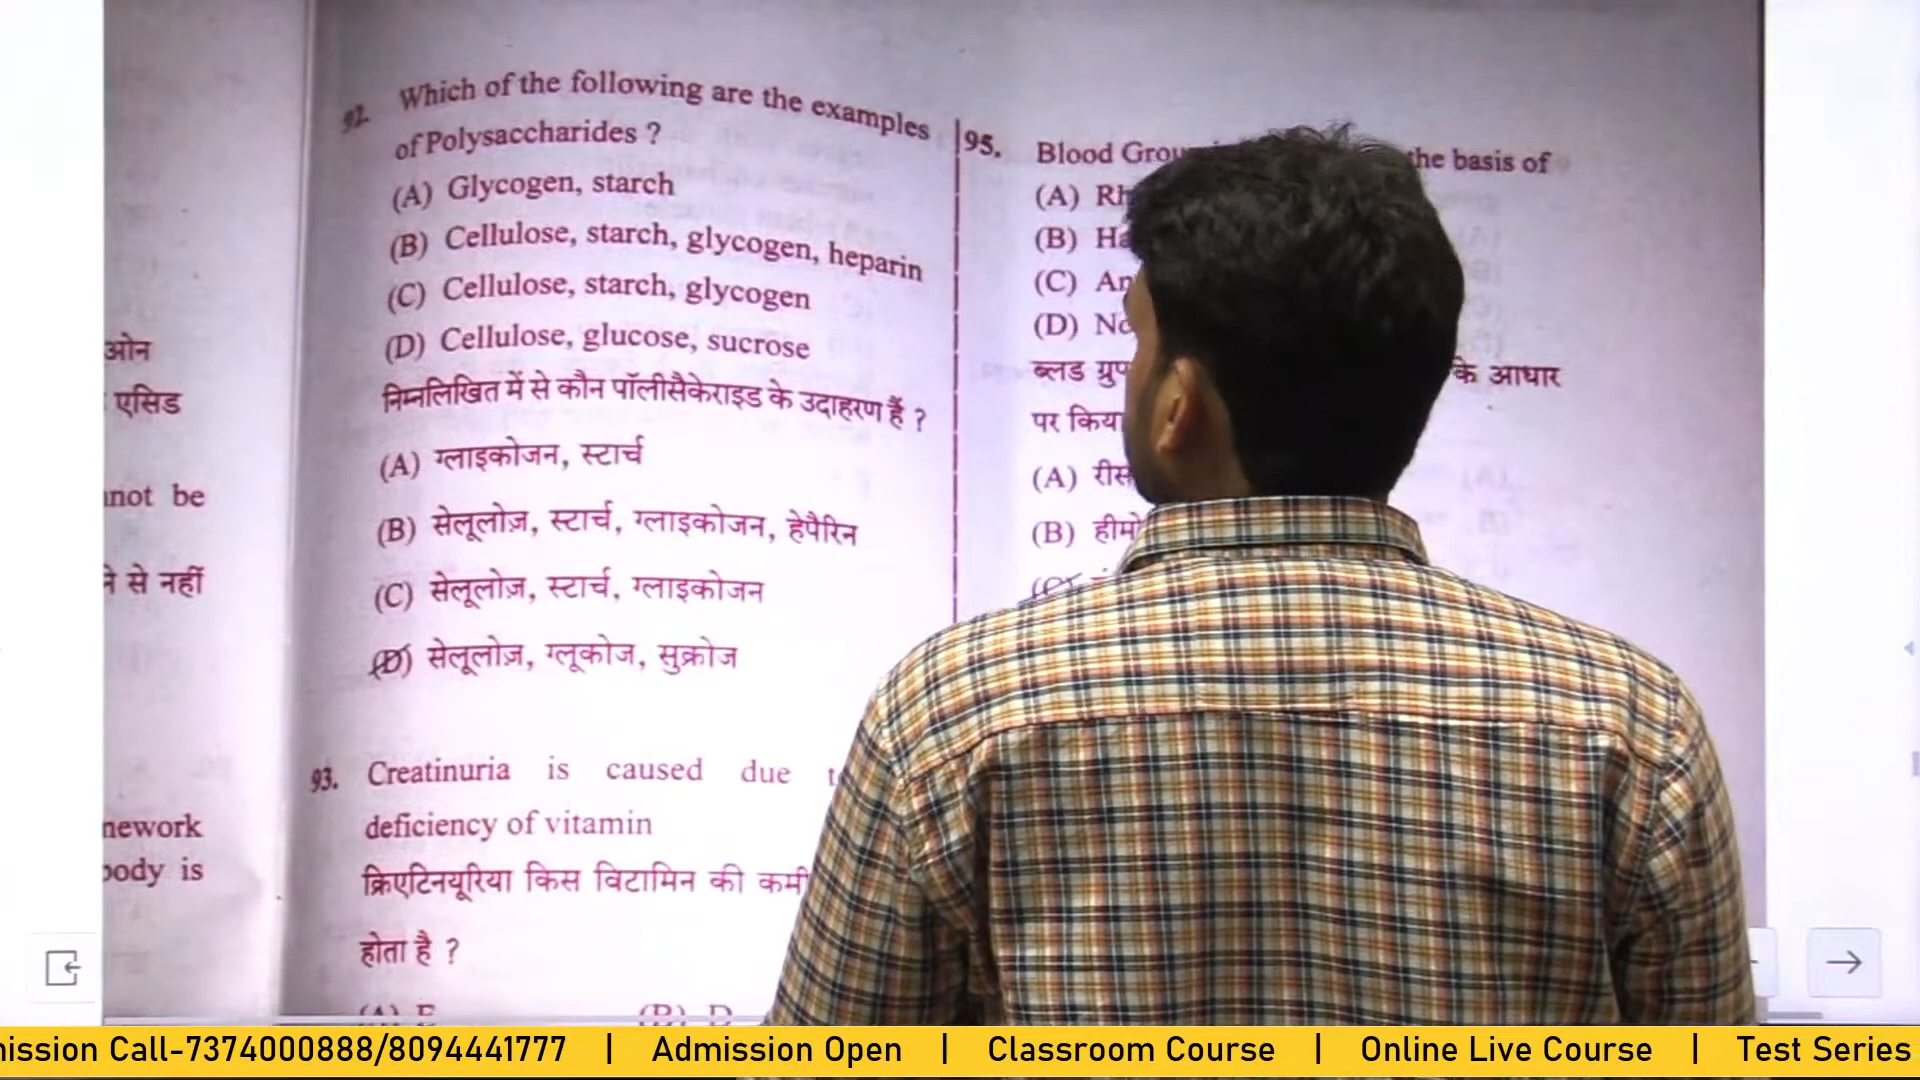 ओन
एसिड
not be
ने से नहीं
nework
body is
92. Which of the following are the examples
of Polysaccharides ?
(A) Glycogen, starch
(B) Cellulose, starch, glycogen, heparin
(C) Cellulose, starch, glycogen
(D) Cellulose, glucose, sucrose
निम्नलिखित में से कौन पॉलीसैकेराइड के उदाहरण हैं ?
(A) ग्लाइकोजन, स्टार्च
(B) सेलूलोज़, स्टार्च, ग्लाइकोजन, हेपैरिन
(C) सेलूलोज़, स्टार्च, ग्लाइकोजन
(D) सेलूलोज़, ग्लूकोज, सुक्रोज
93. Creatinuria is caused due
deficiency of vitamin
क्रिएटिनयूरिया किस विटामिन की कमी
होता है ?
(A) E (B) D
95. Blood the basis of
(A)
(B)
(C)
(D)
ब्लड ग्रुप के आधार
पर किया
(A)
(B)
(C)
Call-7374000888/8094441777 | Admission Open | Classroom Course | Online Live Course | Test Series